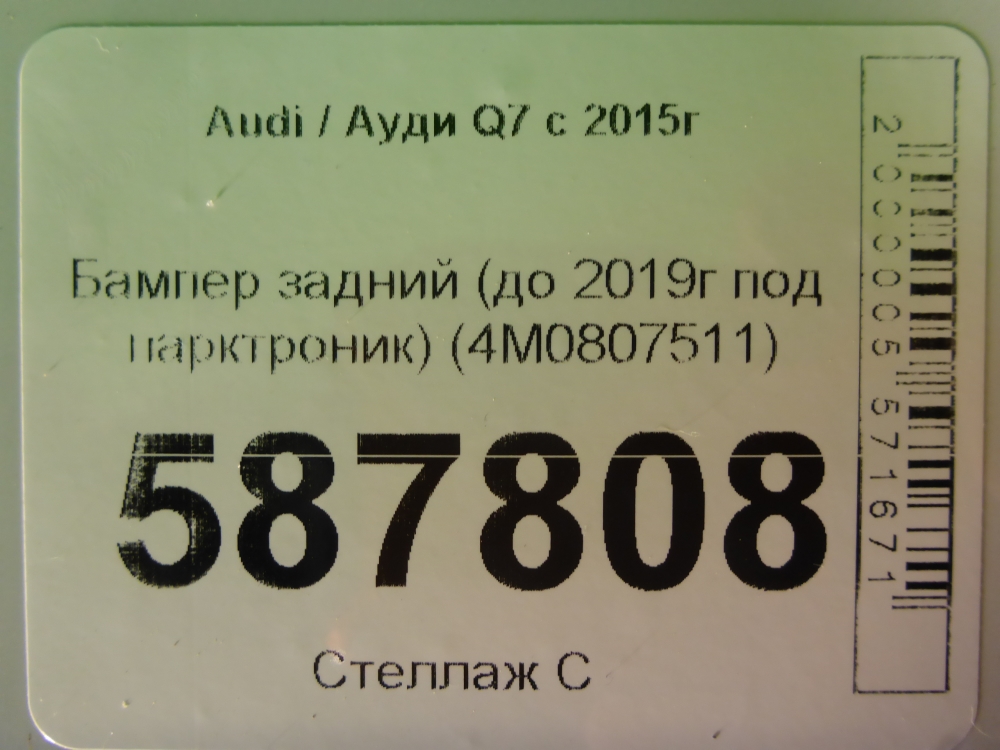 Audi / Ауди Q7 с 2015г
Бампер задний (до 2019г под
парктроник) (4M0807511)
587808
Стеллаж С
2000005571671